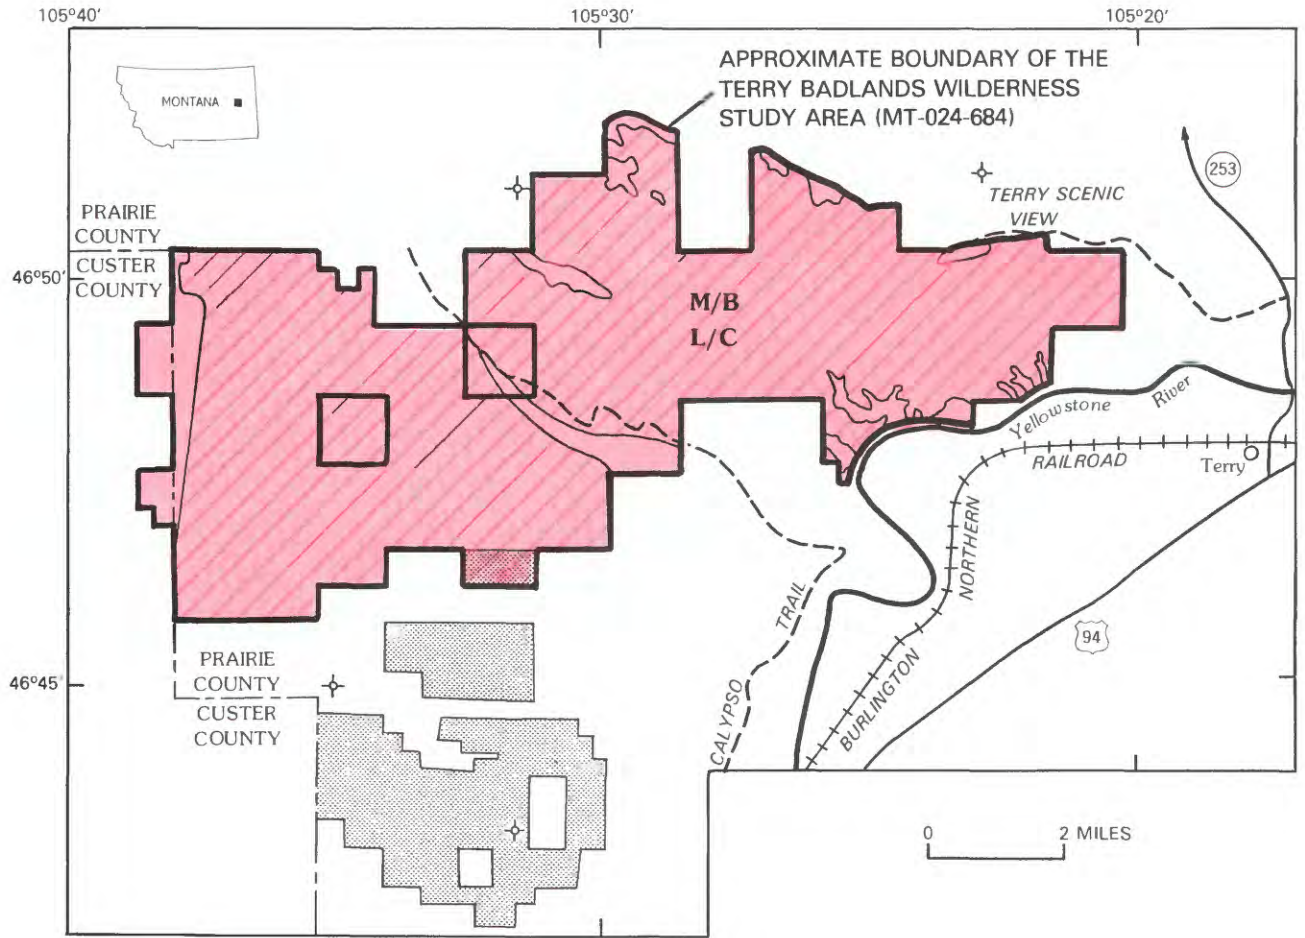 105°40'
105°30'
105°20'
APPROXIMATE BOUNDARY OF THE
TERRY BADLANDS WILDERNESS
STUDY AREA (MT-024-684)
MONTANA
253
TERRY SCENIC
VIEW
PRAIRIE
COUNTY
CUSTER
COUNTY
46°50'
M/B
L/C
Yellowstone
River
RAILROAD
Terry
NORTHERN
BURLINGTON
TRAIL
CALYPSO
94
46°45'
PRAIRIE
COUNTY
CUSTER
COUNTY
0
2 MILES